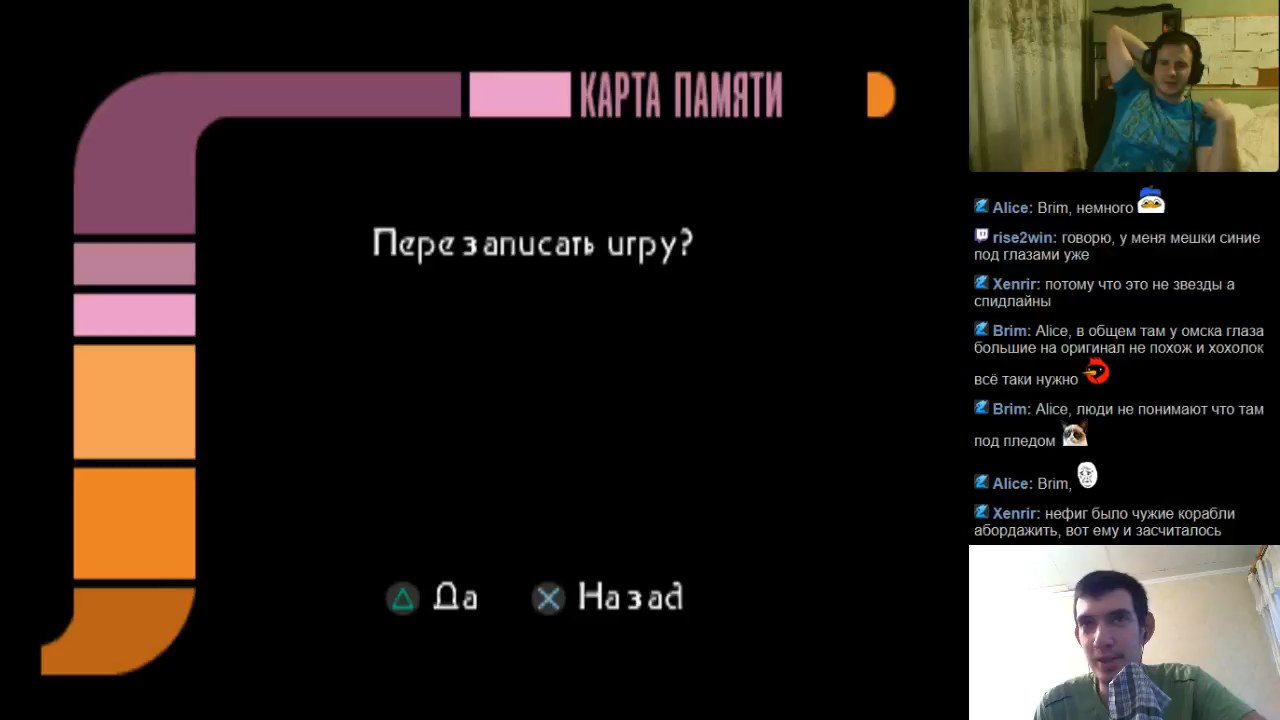 КАРТА ПАМЯТИ
Перезаписать игру?
Да
Назад
Alice: Brim, немного
rise2win: говорю, у меня мешки синие
под глазами уже
Xenrir: потому что это не звезды а
спидлайны
Brim: Alice, в общем там у омска глаза
большие на оригинал не похож и хохолок
всё таки нужно
Brim: Alice, люди не понимают что там
под пледом
Alice: Brim,
Xenrir: нефиг было чужие корабли
абордажить, вот ему и засчиталось